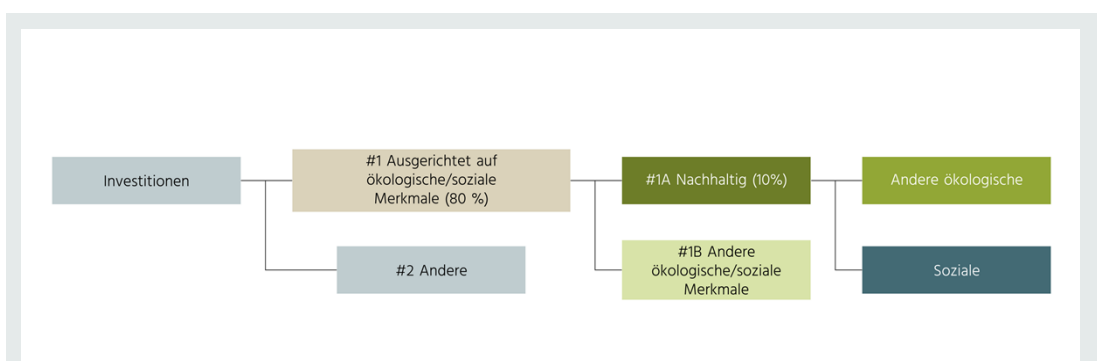 Investitionen
#1 Ausgerichtet auf
ökologische/soziale
Merkmale (80 %)
#1A Nachhaltig (10%)
Andere ökologische
#2 Andere
#1B Andere
ökologische/soziale
Merkmale
Soziale